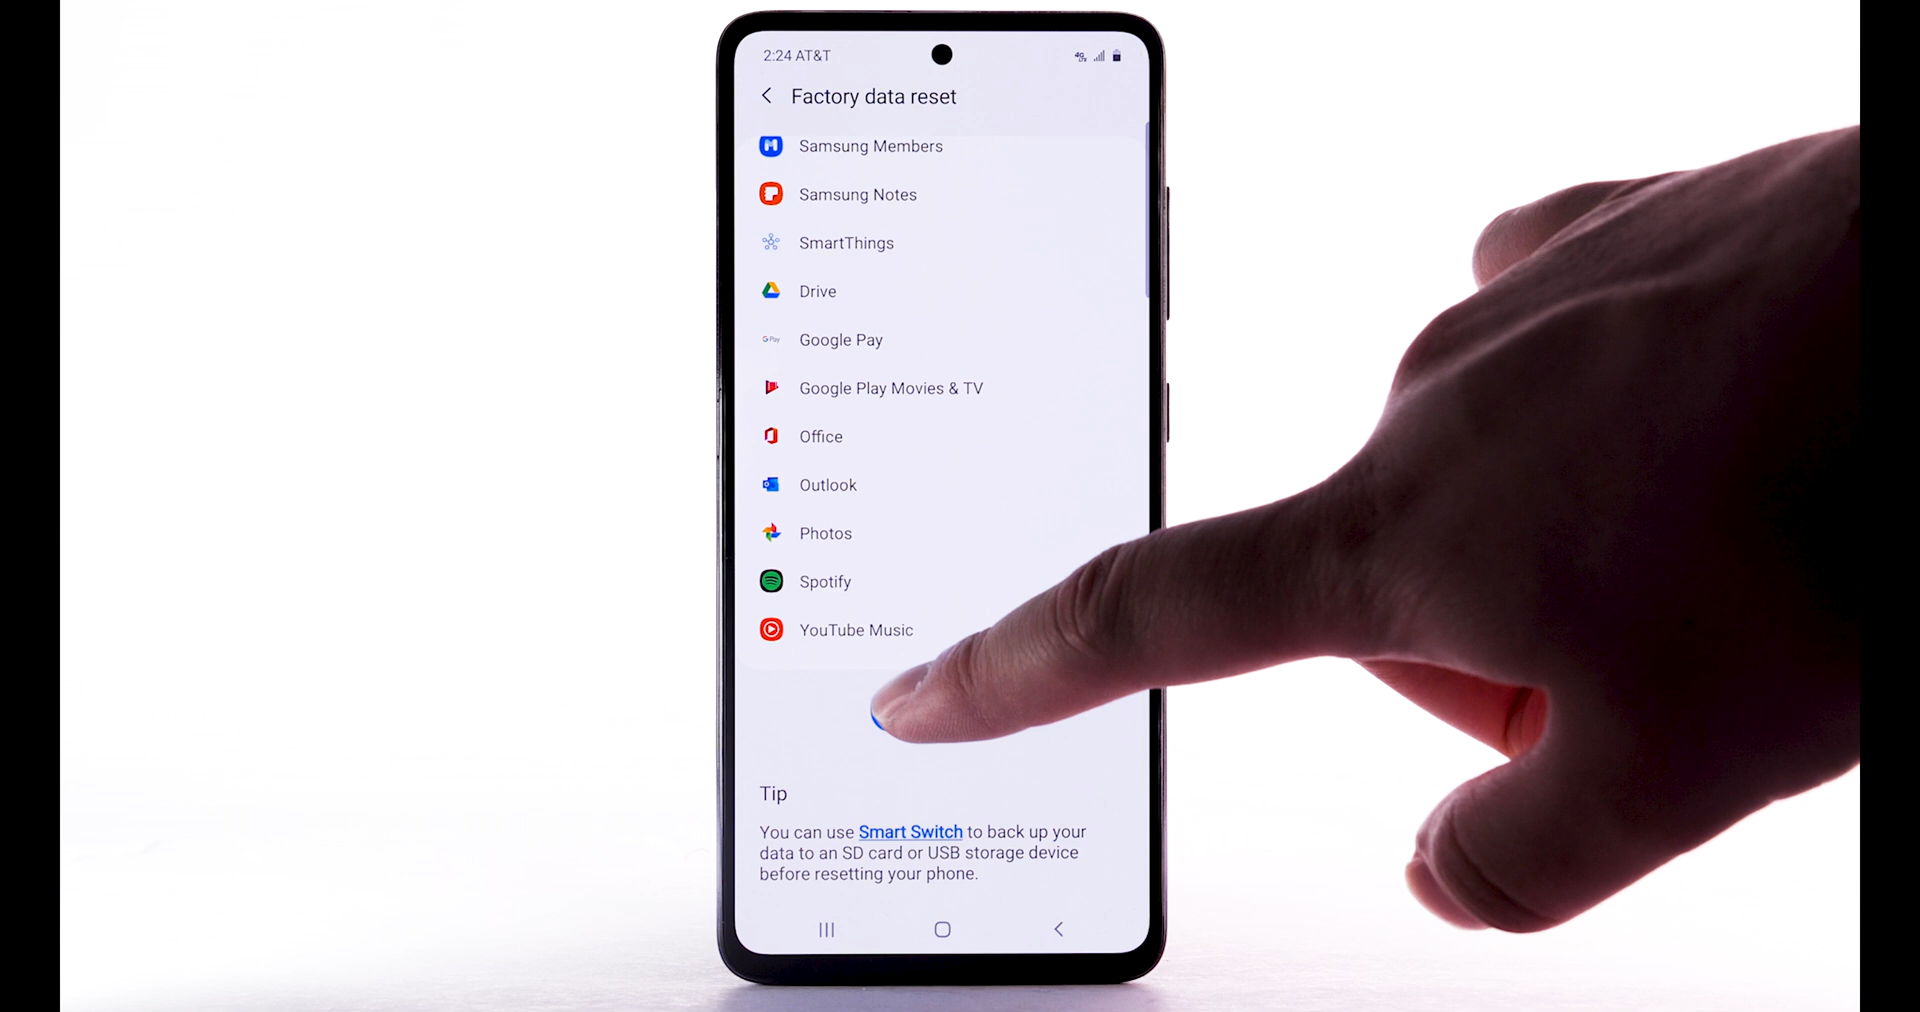 2:24 AT&T
Factory data reset
Samsung Members
Samsung Notes
SmartThings
Drive
G Pay Google Pay
Google Play Movies & TV
Office
Outlook
Photos
Spotify
YouTube Music
Tip
You can use Smart Switch to back up your
data to an SD card or USB storage device
before resetting your phone.